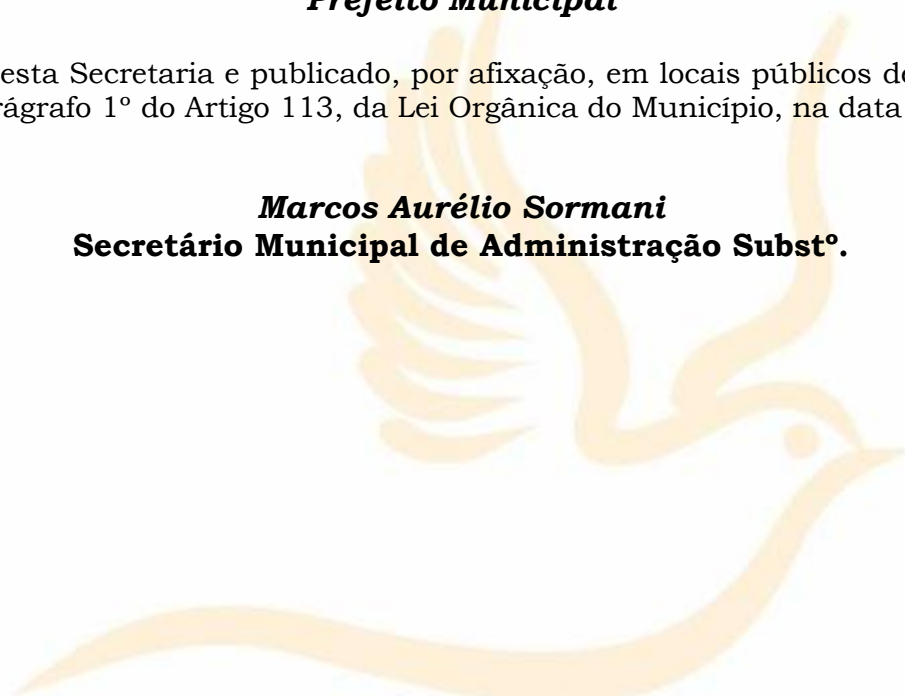 Prefeito Municipal
esta Secretaria e publicado, por afixação, em locais públicos de
rágrafo 1º do Artigo 113, da Lei Orgânica do Município, na data
Marcos Aurélio Sormani
Secretário Municipal de Administração Substº.